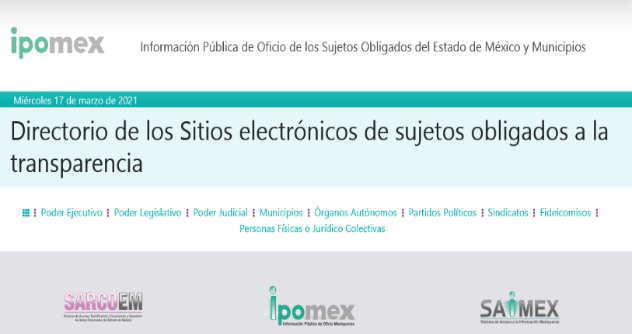 ipomex
Información Pública de Oficio de los Sujetos Obligados del Estado de México y Municipios
Miércoles 17 de marzo de 2021
Directorio de los Sitios electrónicos de sujetos obligados a la
transparencia
Poder Ejecutivo ⁝ Poder Legislativo ⁝ Poder Judicial ⁝ Municipios ⁝ Órganos Autónomos ⁝ Partidos Políticos ⁝ Sindicatos ⁝ Fideicomisos ⁝
Personas Físicas o Jurídico Colectivas
SARCOEM
ipomex
Información Pública de Oficio Mexiquense
SAIMEX
Sistema de Acceso a la Información Mexiquense